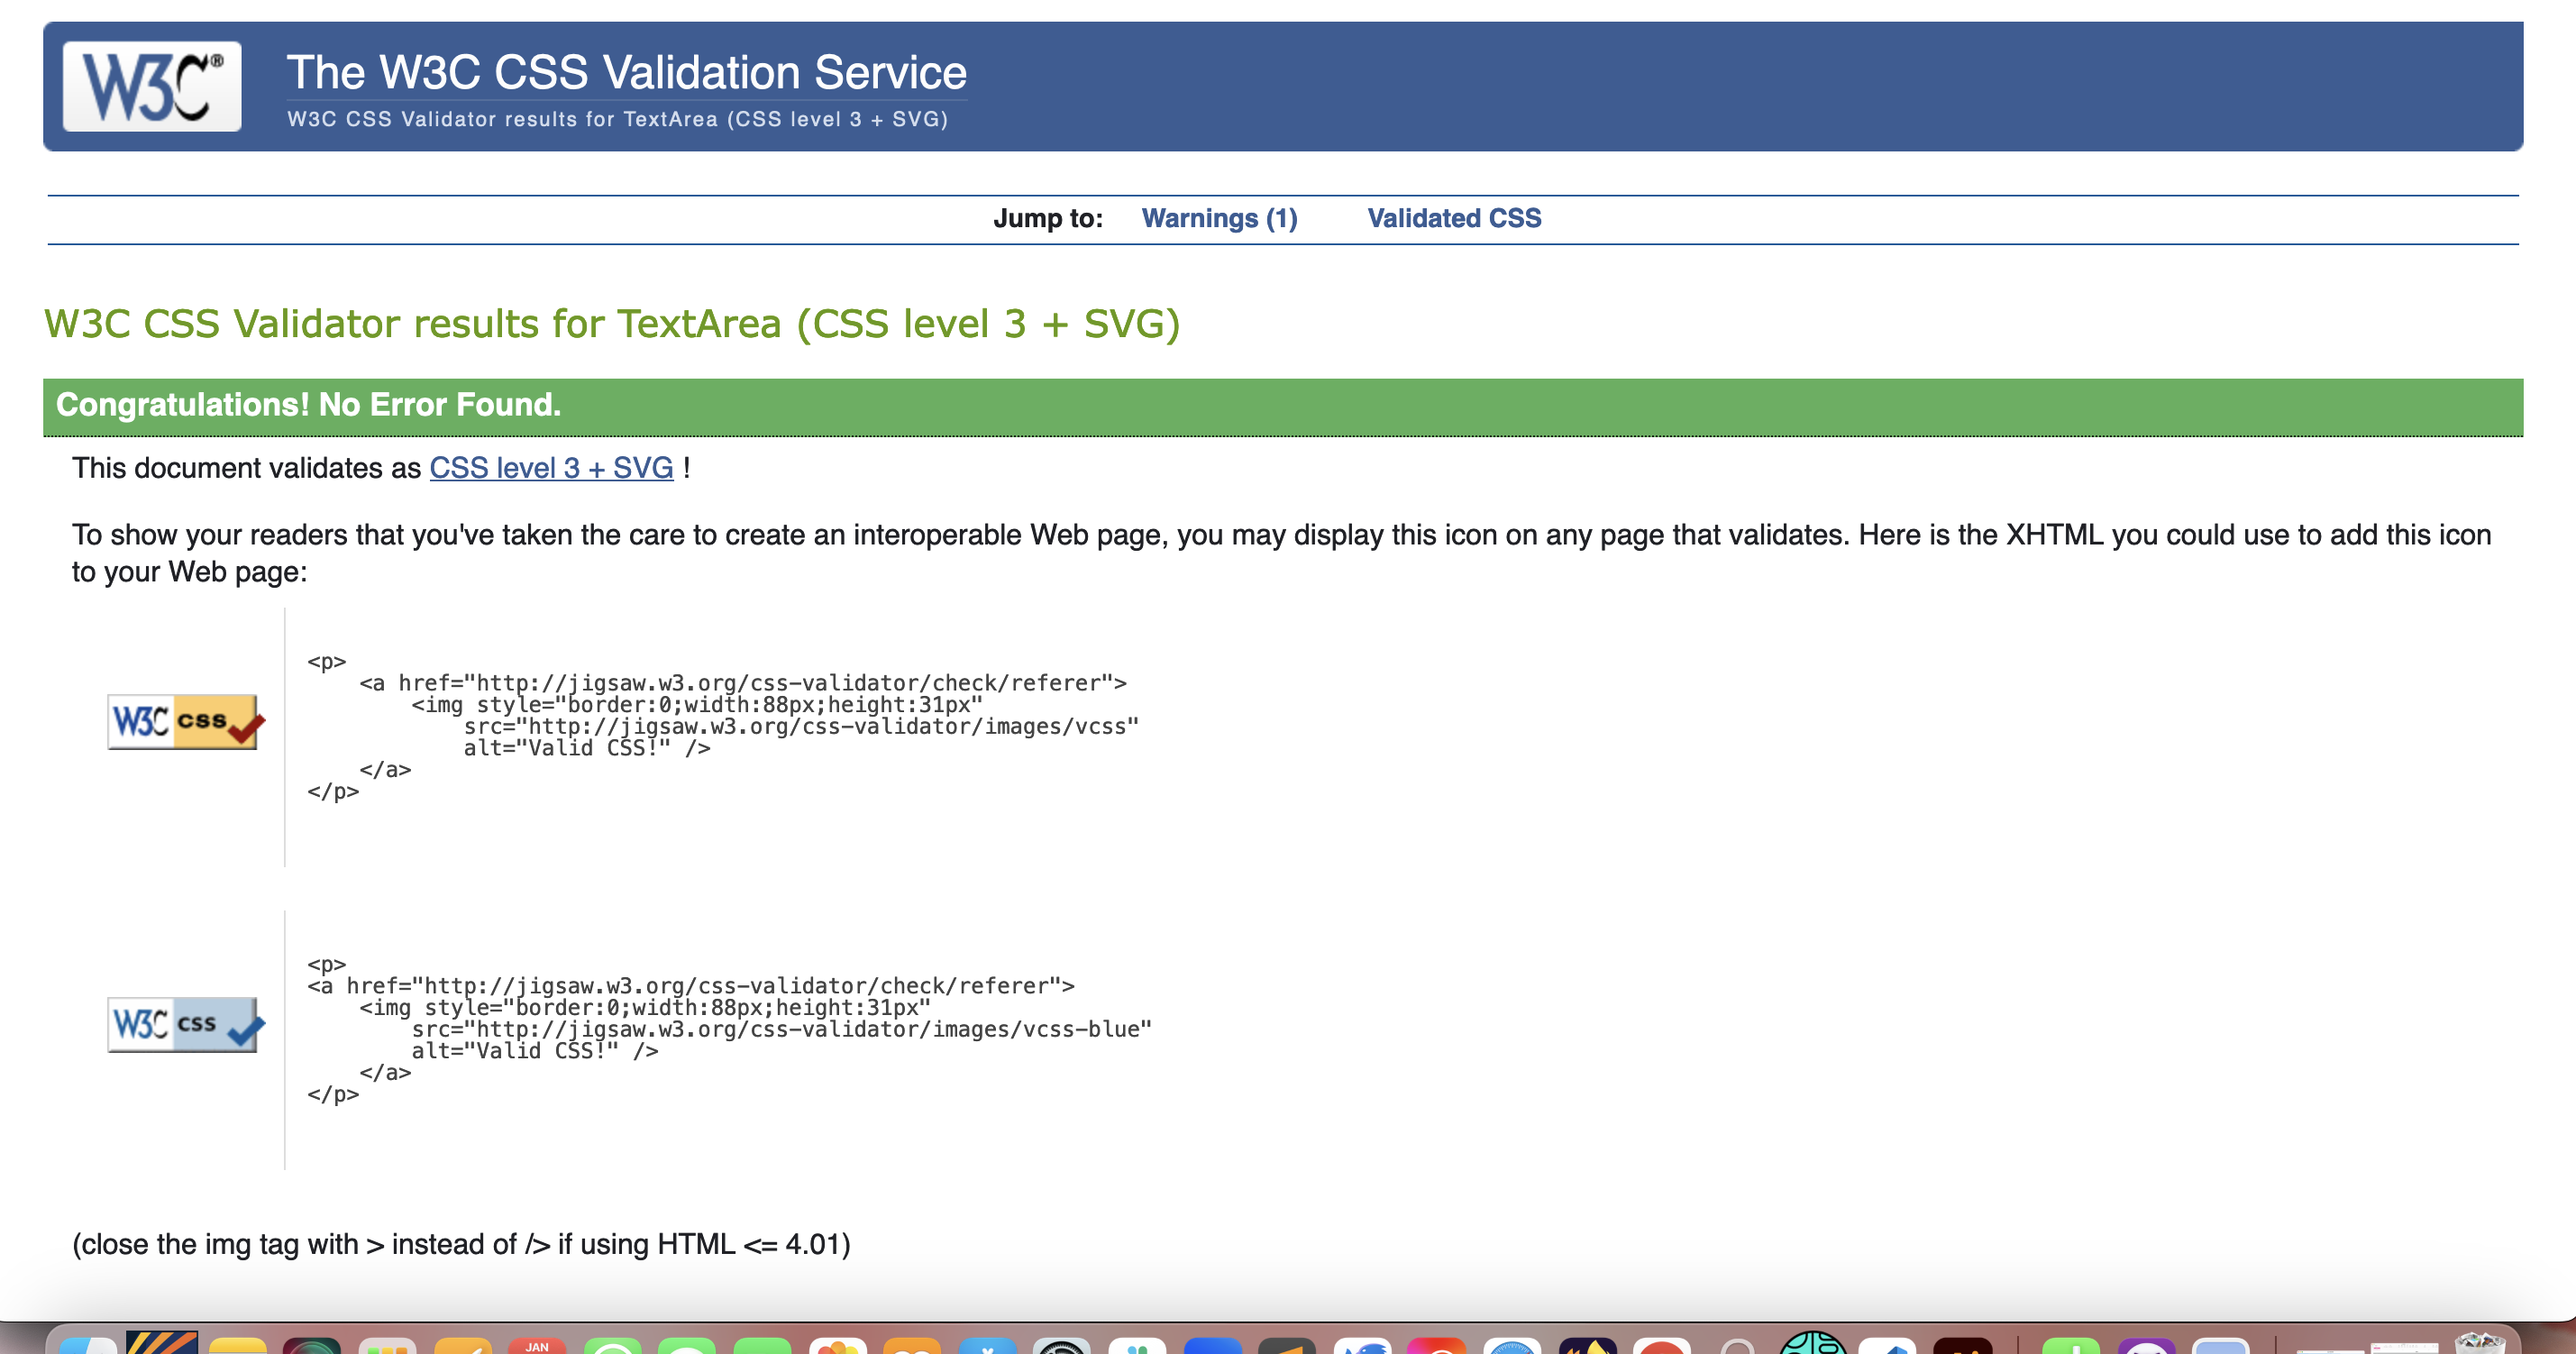 W3C®
The W3C CSS Validation Service
W3C CSS Validator results for TextArea (CSS level 3 + SVG)
Jump to: Warnings (1) Validated CSS
W3C CSS Validator results for TextArea (CSS level 3 + SVG)
Congratulations! No Error Found.
This document validates as CSS level 3 + SVG !
To show your readers that you've taken the care to create an interoperable Web page, you may display this icon on any page that validates. Here is the XHTML you could use to add this icon
to your Web page:
W3C css
<p>
    <a href="http://jigsaw.w3.org/css-validator/check/referer">
        <img style="border:0;width:88px;height:31px"
            src="http://jigsaw.w3.org/css-validator/images/vcss"
            alt="Valid CSS!" />
    </a>
</p>
W3C css
<p>
<a href="http://jigsaw.w3.org/css-validator/check/referer">
    <img style="border:0;width:88px;height:31px"
        src="http://jigsaw.w3.org/css-validator/images/vcss-blue"
        alt="Valid CSS!" />
    </a>
</p>
(close the img tag with > instead of /> if using HTML <= 4.01)
JAN